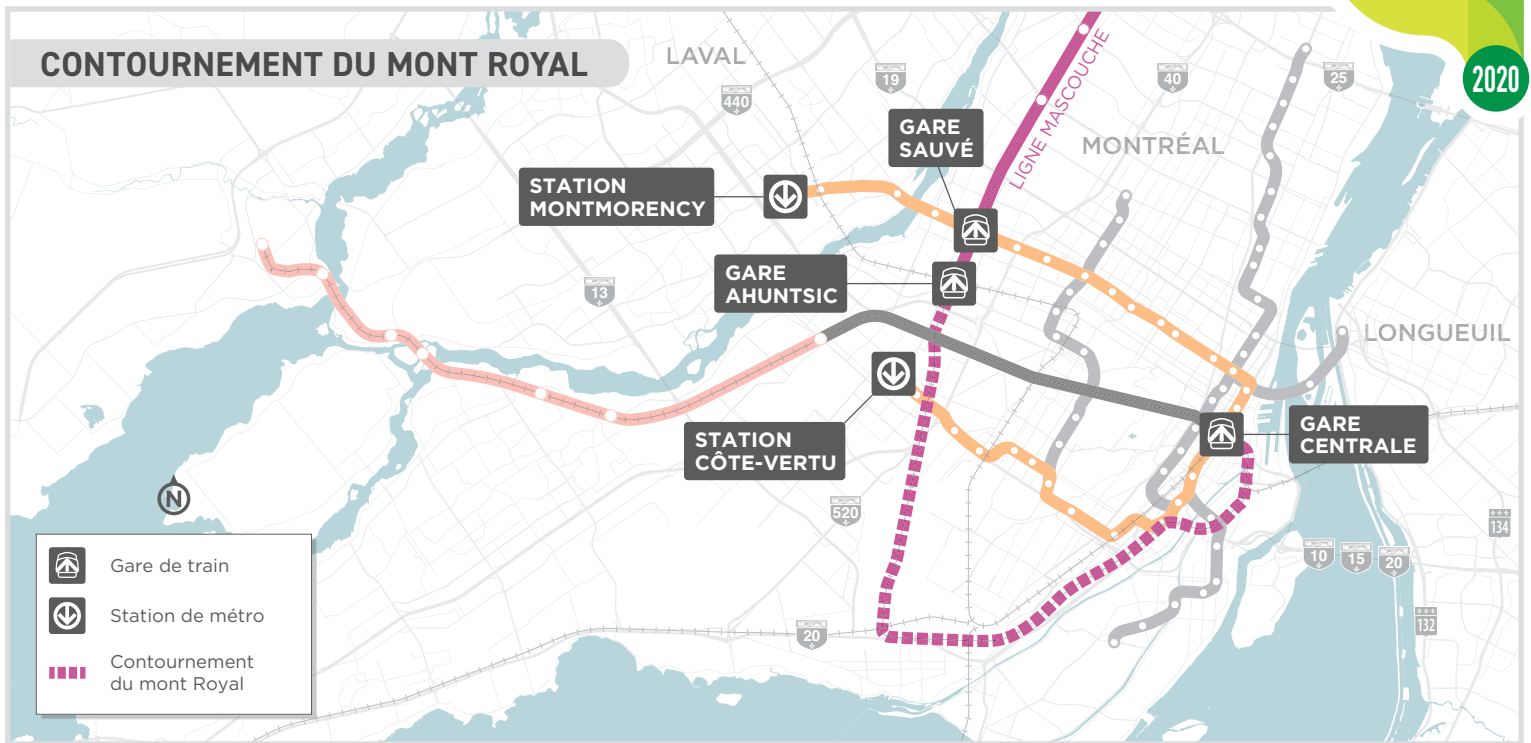 CONTOURNEMENT DU MONT ROYAL
2020
LAVAL
19
440
40
25
GARE
SAUVÉ
LIGNE MASCOUCHE
MONTRÉAL
STATION
MONTMORENCY
GARE
AHUNTSIC
13
LONGUEUIL
STATION
CÔTE-VERTU
GARE
CENTRALE
N
520
134
10
15
20
132
20
Gare de train
Station de métro
Contournement
du mont Royal